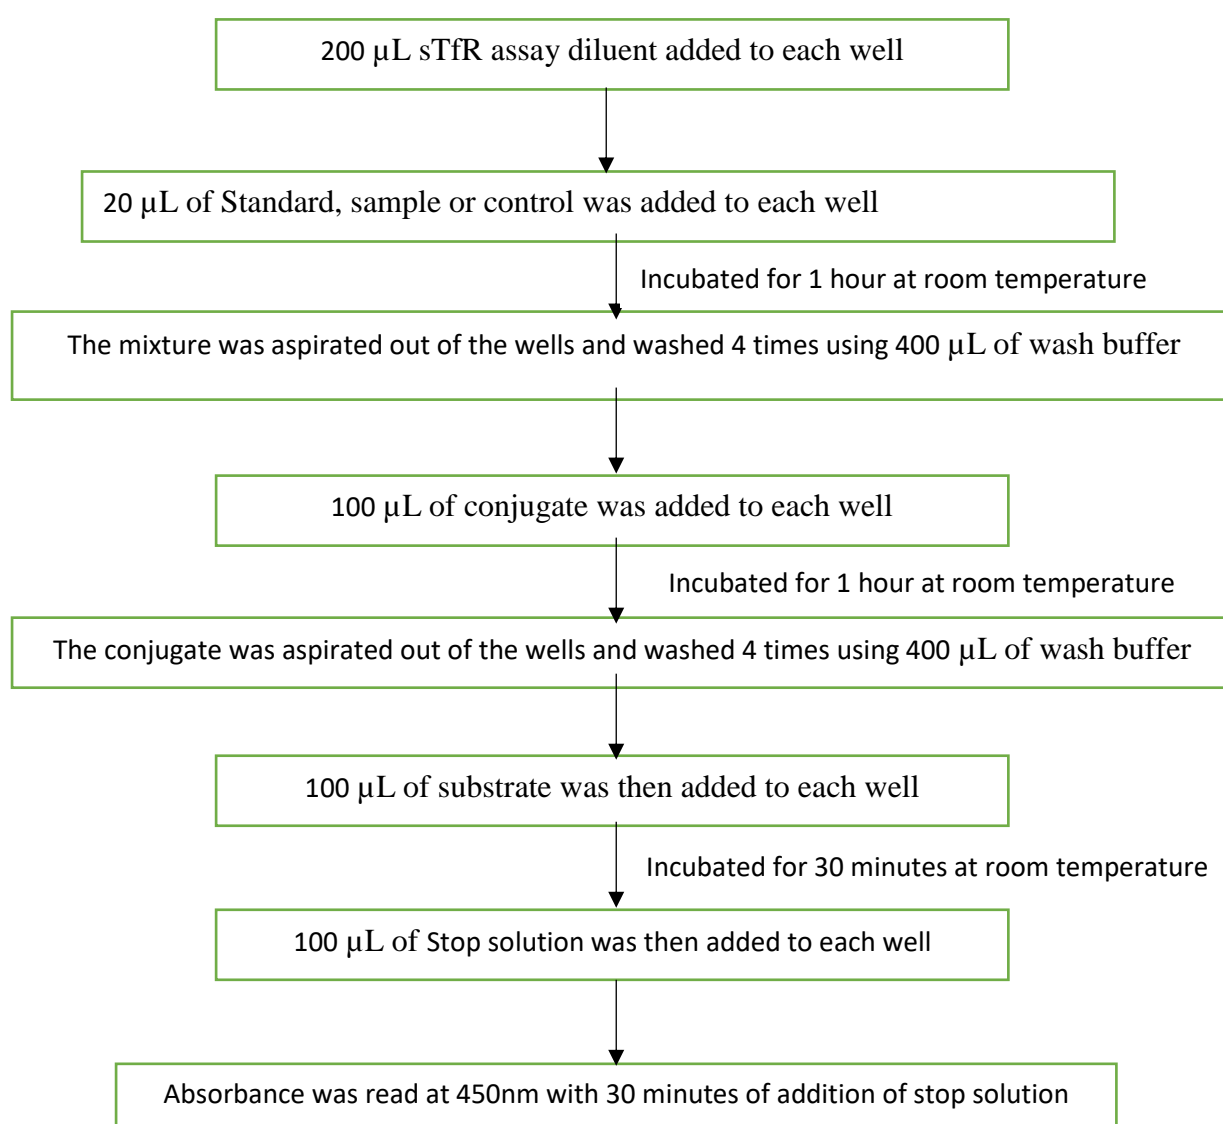 200 µL sTfR assay diluent added to each well
20 µL of Standard, sample or control was added to each well
Incubated for 1 hour at room temperature
The mixture was aspirated out of the wells and washed 4 times using 400 µL of wash buffer
100 µL of conjugate was added to each well
Incubated for 1 hour at room temperature
The conjugate was aspirated out of the wells and washed 4 times using 400 µL of wash buffer
100 µL of substrate was then added to each well
Incubated for 30 minutes at room temperature
100 µL of Stop solution was then added to each well
Absorbance was read at 450nm with 30 minutes of addition of stop solution